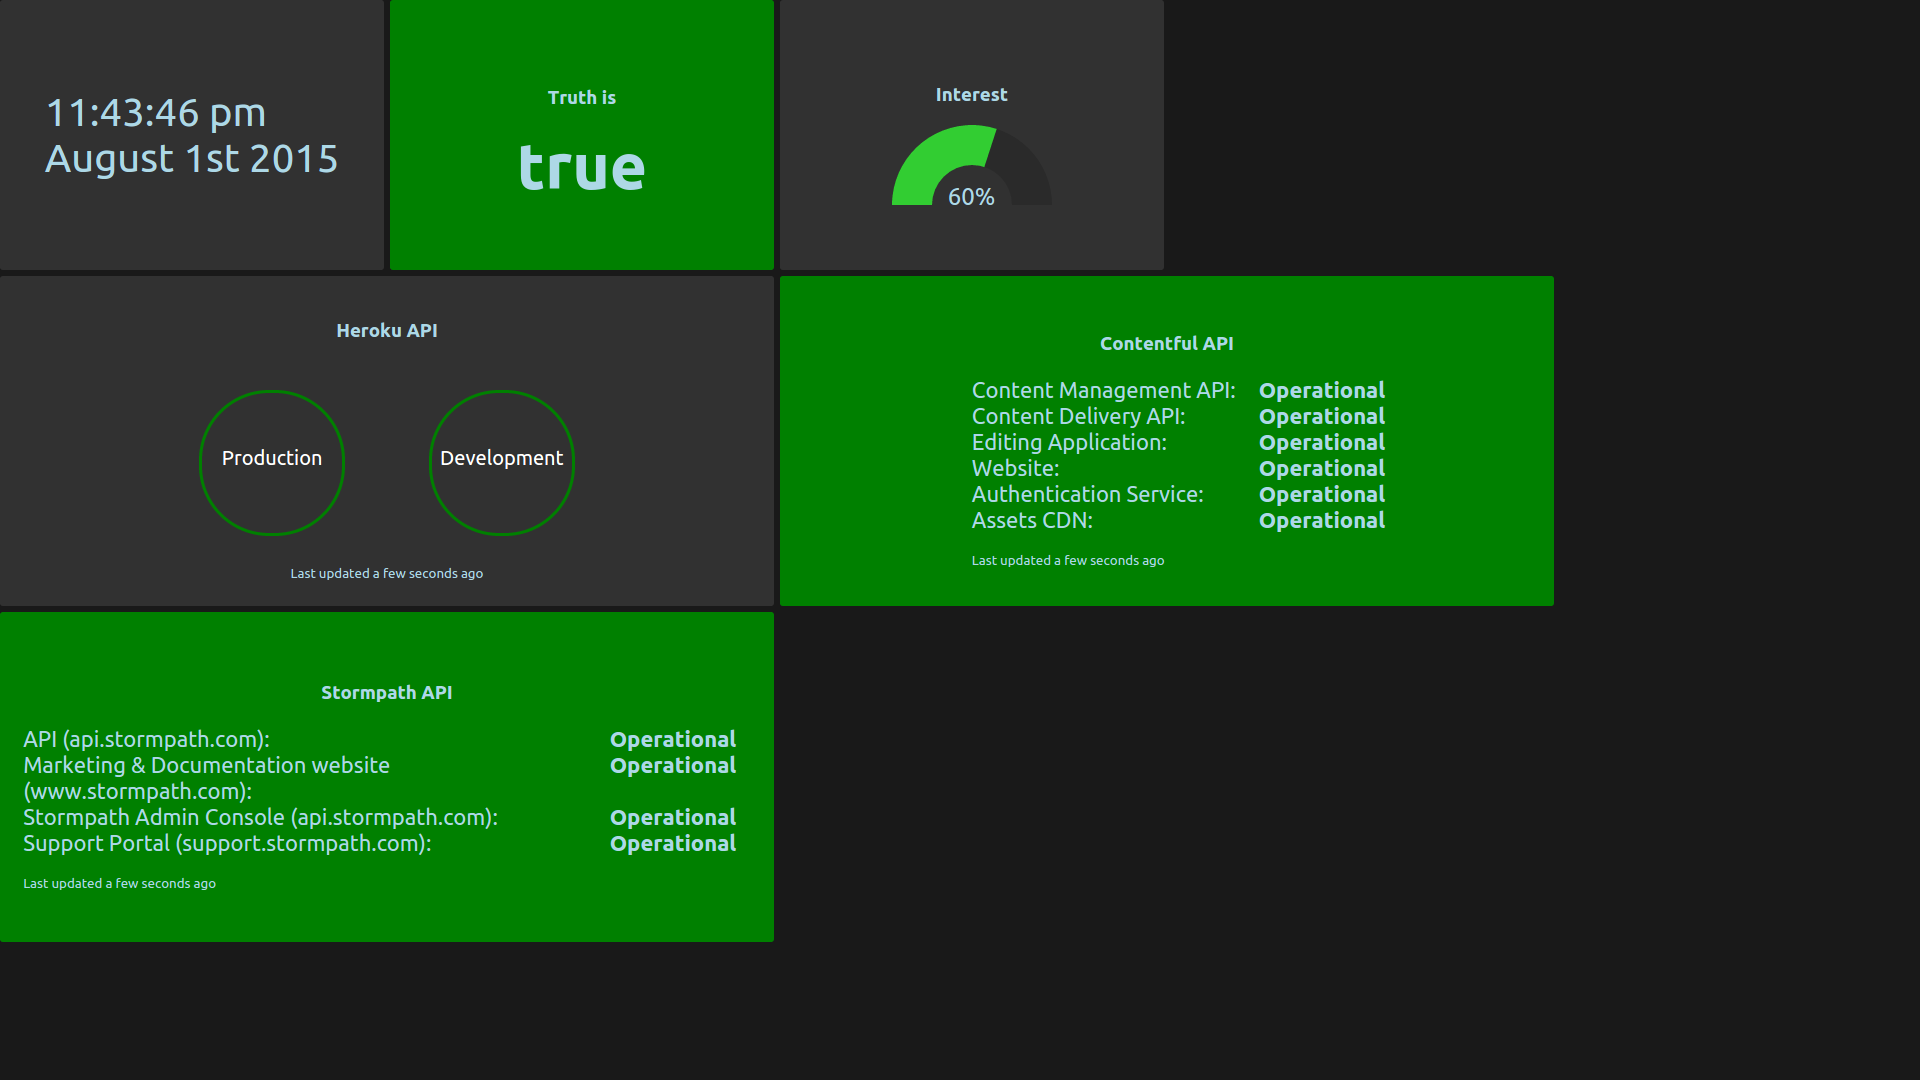 11:43:46 pm
August 1st 2015
Truth is
true
Interest
60%
Heroku API
Production
Development
Last updated a few seconds ago
Contentful API
Content Management API: Operational
Content Delivery API: Operational
Editing Application: Operational
Website: Operational
Authentication Service: Operational
Assets CDN: Operational
Last updated a few seconds ago
Stormpath API
API (api.stormpath.com): Operational
Marketing & Documentation website Operational
(www.stormpath.com):
Stormpath Admin Console (api.stormpath.com): Operational
Support Portal (support.stormpath.com): Operational
Last updated a few seconds ago